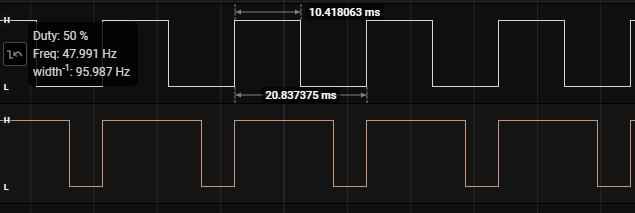 H
10.418063 ms
Duty: 50 %
Freq: 47.991 Hz
width⁻¹: 95.987 Hz
L
20.837375 ms
H
L